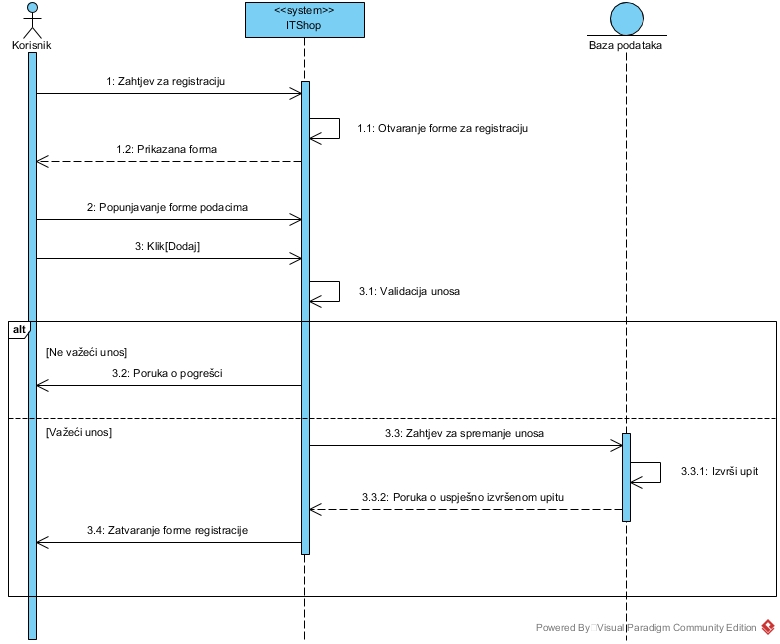 <<system>>
ITShop
Korisnik
Baza podataka
1: Zahtjev za registraciju
1.1: Otvaranje forme za registraciju
1.2: Prikazana forma
2: Popunjavanje forme podacima
3: Klik[Dodaj]
3.1: Validacija unosa
alt
[Ne važeći unos]
3.2: Poruka o pogrešci
[Važeći unos]
3.3: Zahtjev za spremanje unosa
3.3.1: Izvrši upit
3.3.2: Poruka o uspješno izvršenom upitu
3.4: Zatvaranje forme registracije
Powered By Visual Paradigm Community Edition